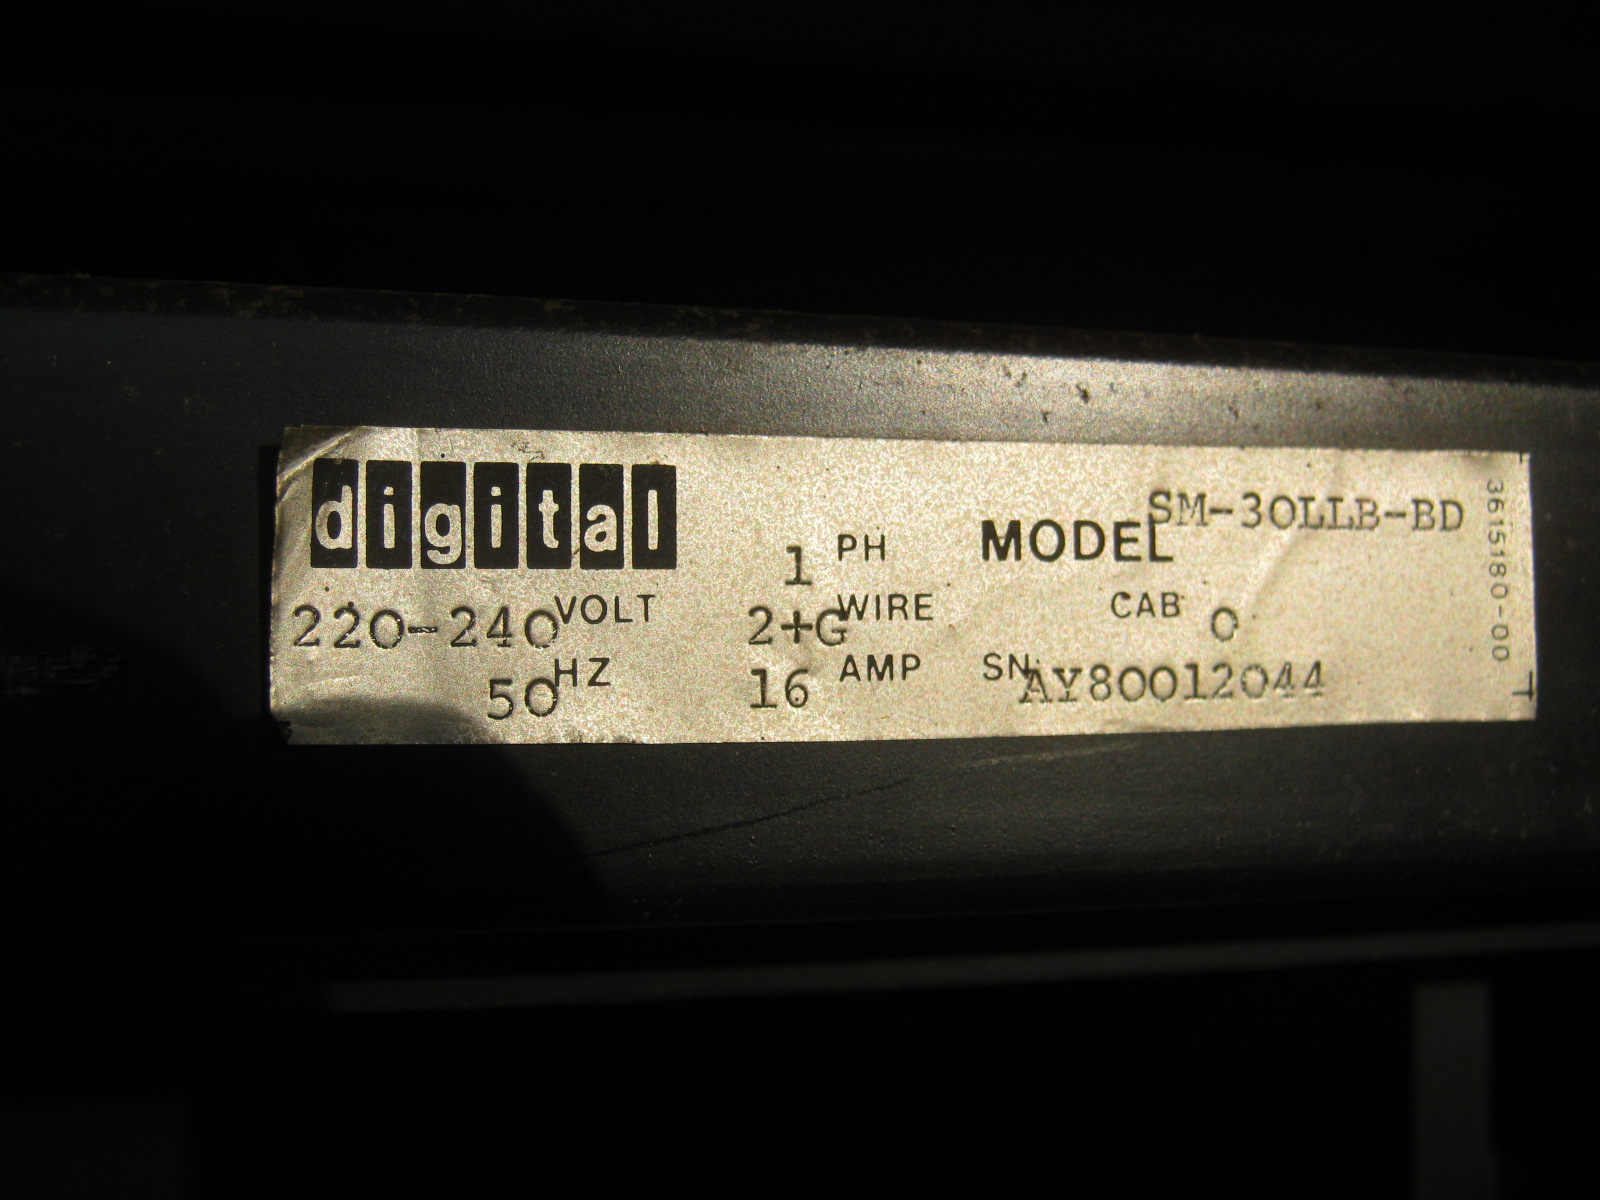 digital
1 PH
MODEL SM-30LLB-BD
220-240 VOLT
2+G WIRE
CAB 0
50 HZ
16 AMP
SN AY80012044
3615180-00